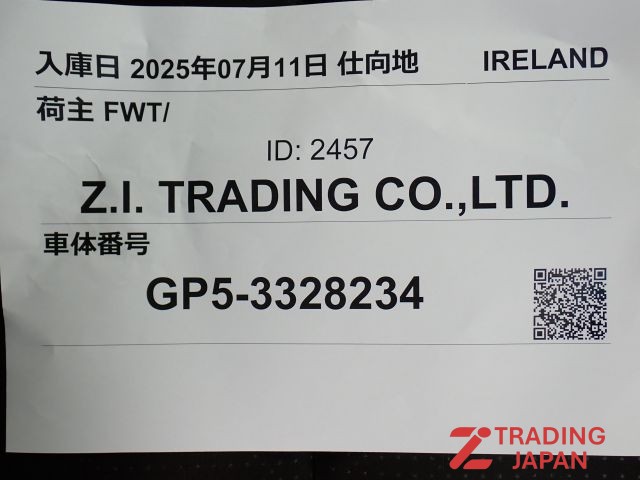 入庫日 2025年07月11日 仕向地 IRELAND
荷主 FWT/
ID: 2457
Z.I. TRADING CO.,LTD.
車体番号
GP5-3328234
TRADING
JAPAN